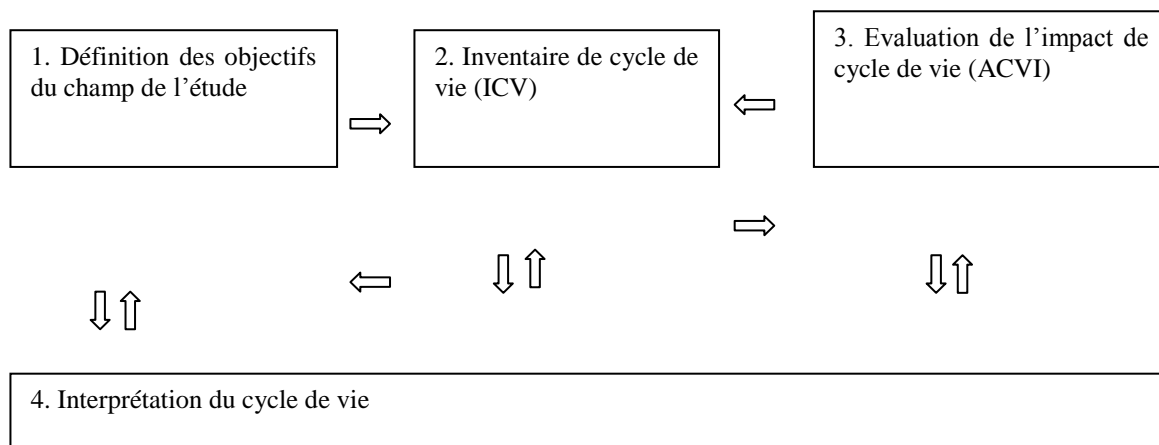 1. Définition des objectifs
du champ de l’étude
2. Inventaire de cycle de
vie (ICV)
3. Evaluation de l’impact de
cycle de vie (ACVI)
4. Interprétation du cycle de vie